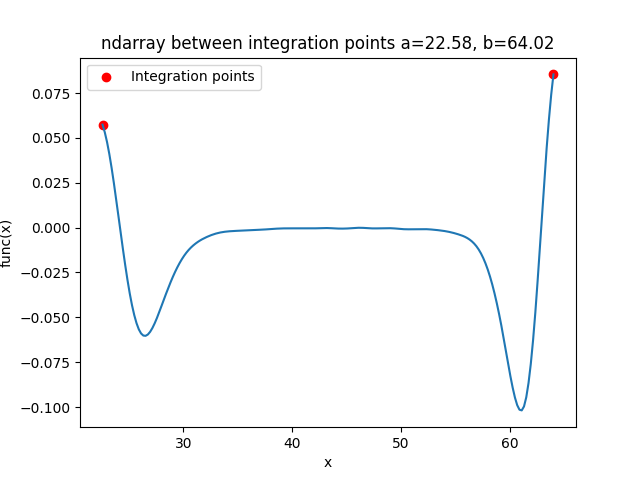 ndarray between integration points a=22.58, b=64.02
Integration points
0.075
0.050
0.025
0.000
−0.025
−0.050
−0.075
−0.100
func(x)
30 40 50 60
x